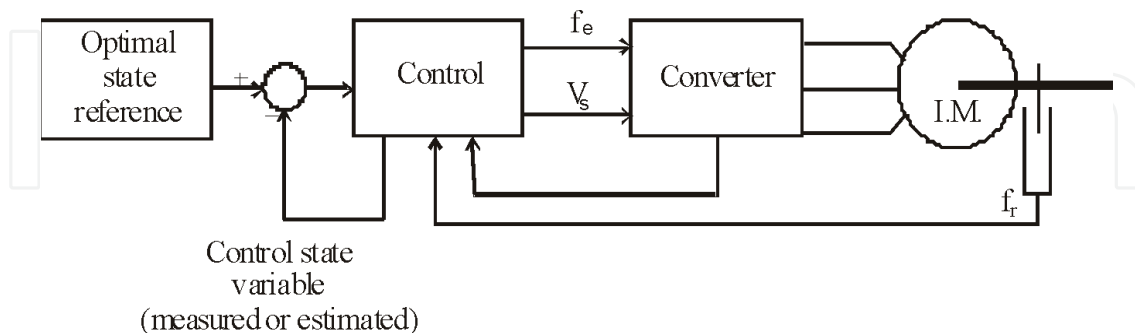 Optimal
state
reference
+
−
Control
f_e
V_s
Converter
I.M.
f_r
Control state
variable
(measured or estimated)